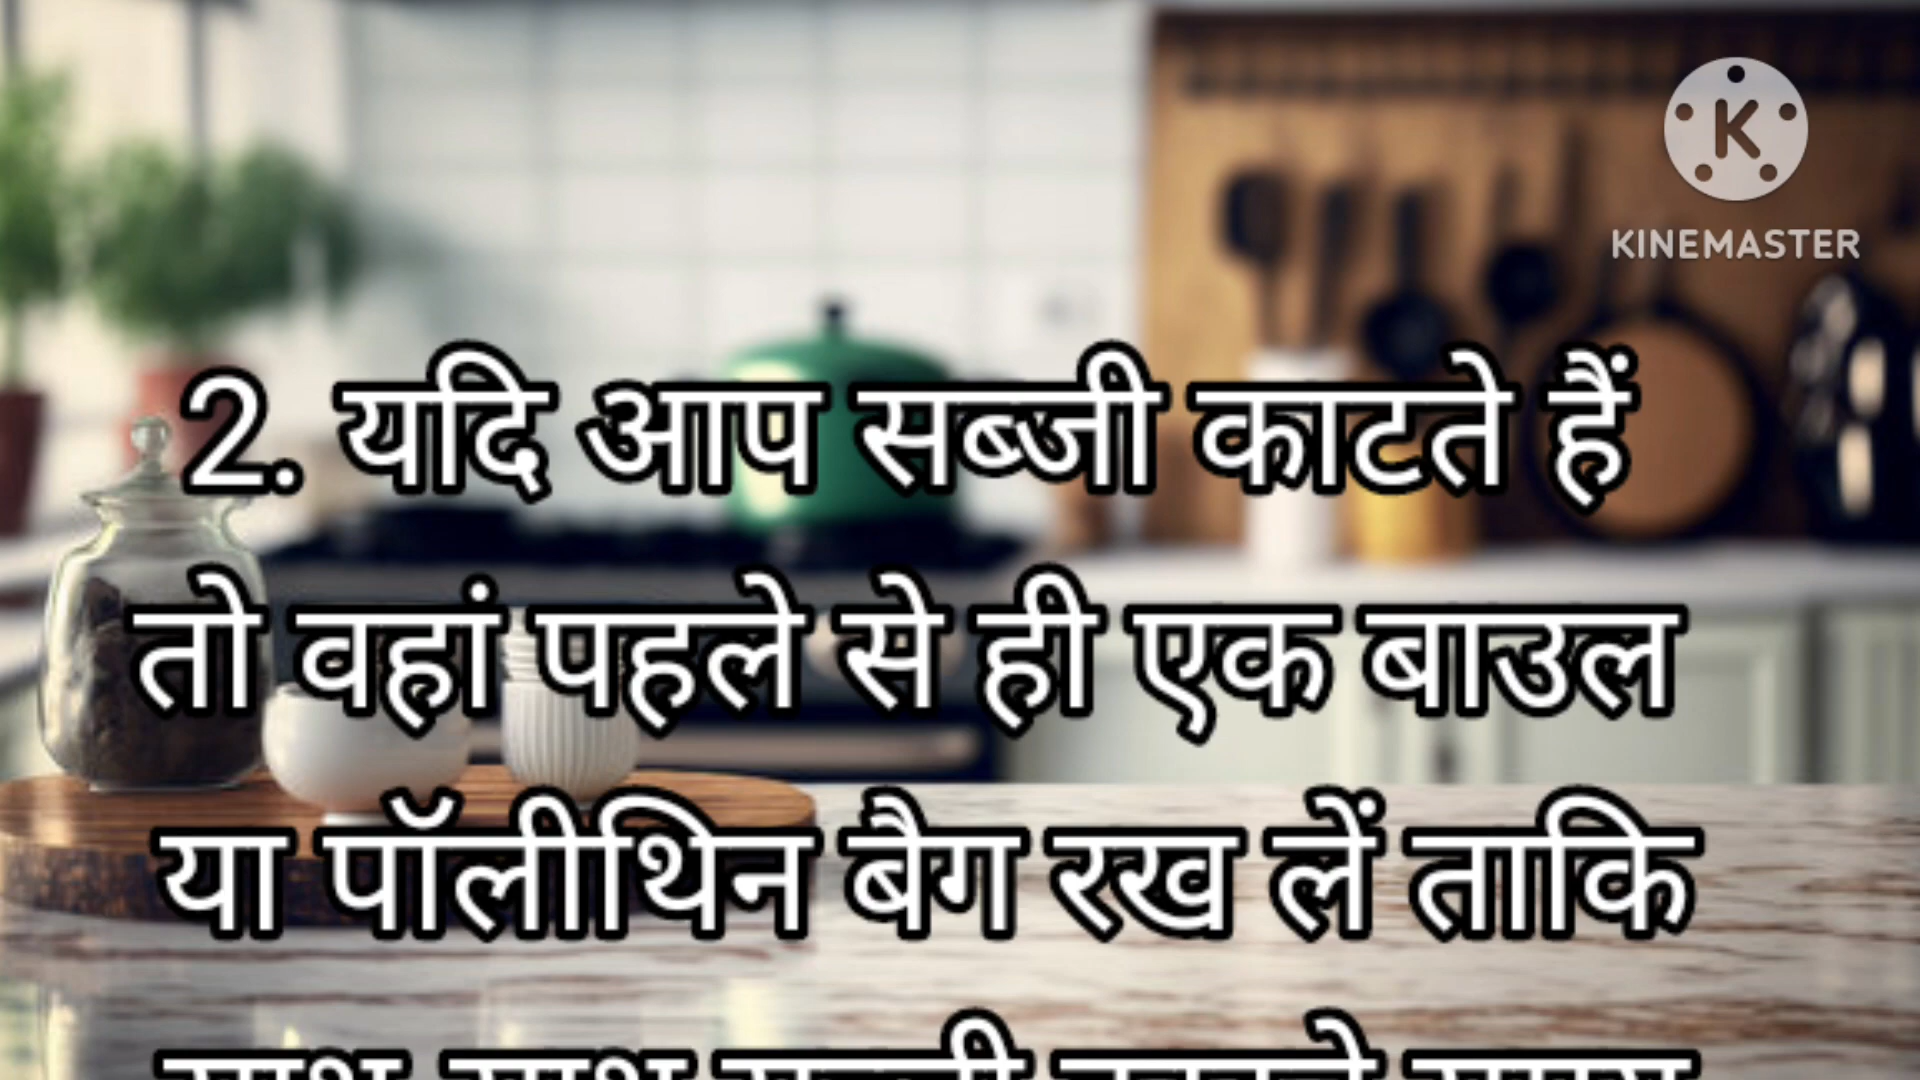 KINEMASTER
2. यदि आप सब्जी काटते हैं
तो वहां पहले से ही एक बाउल
या पॉलीथिन बैग रख लें ताकि